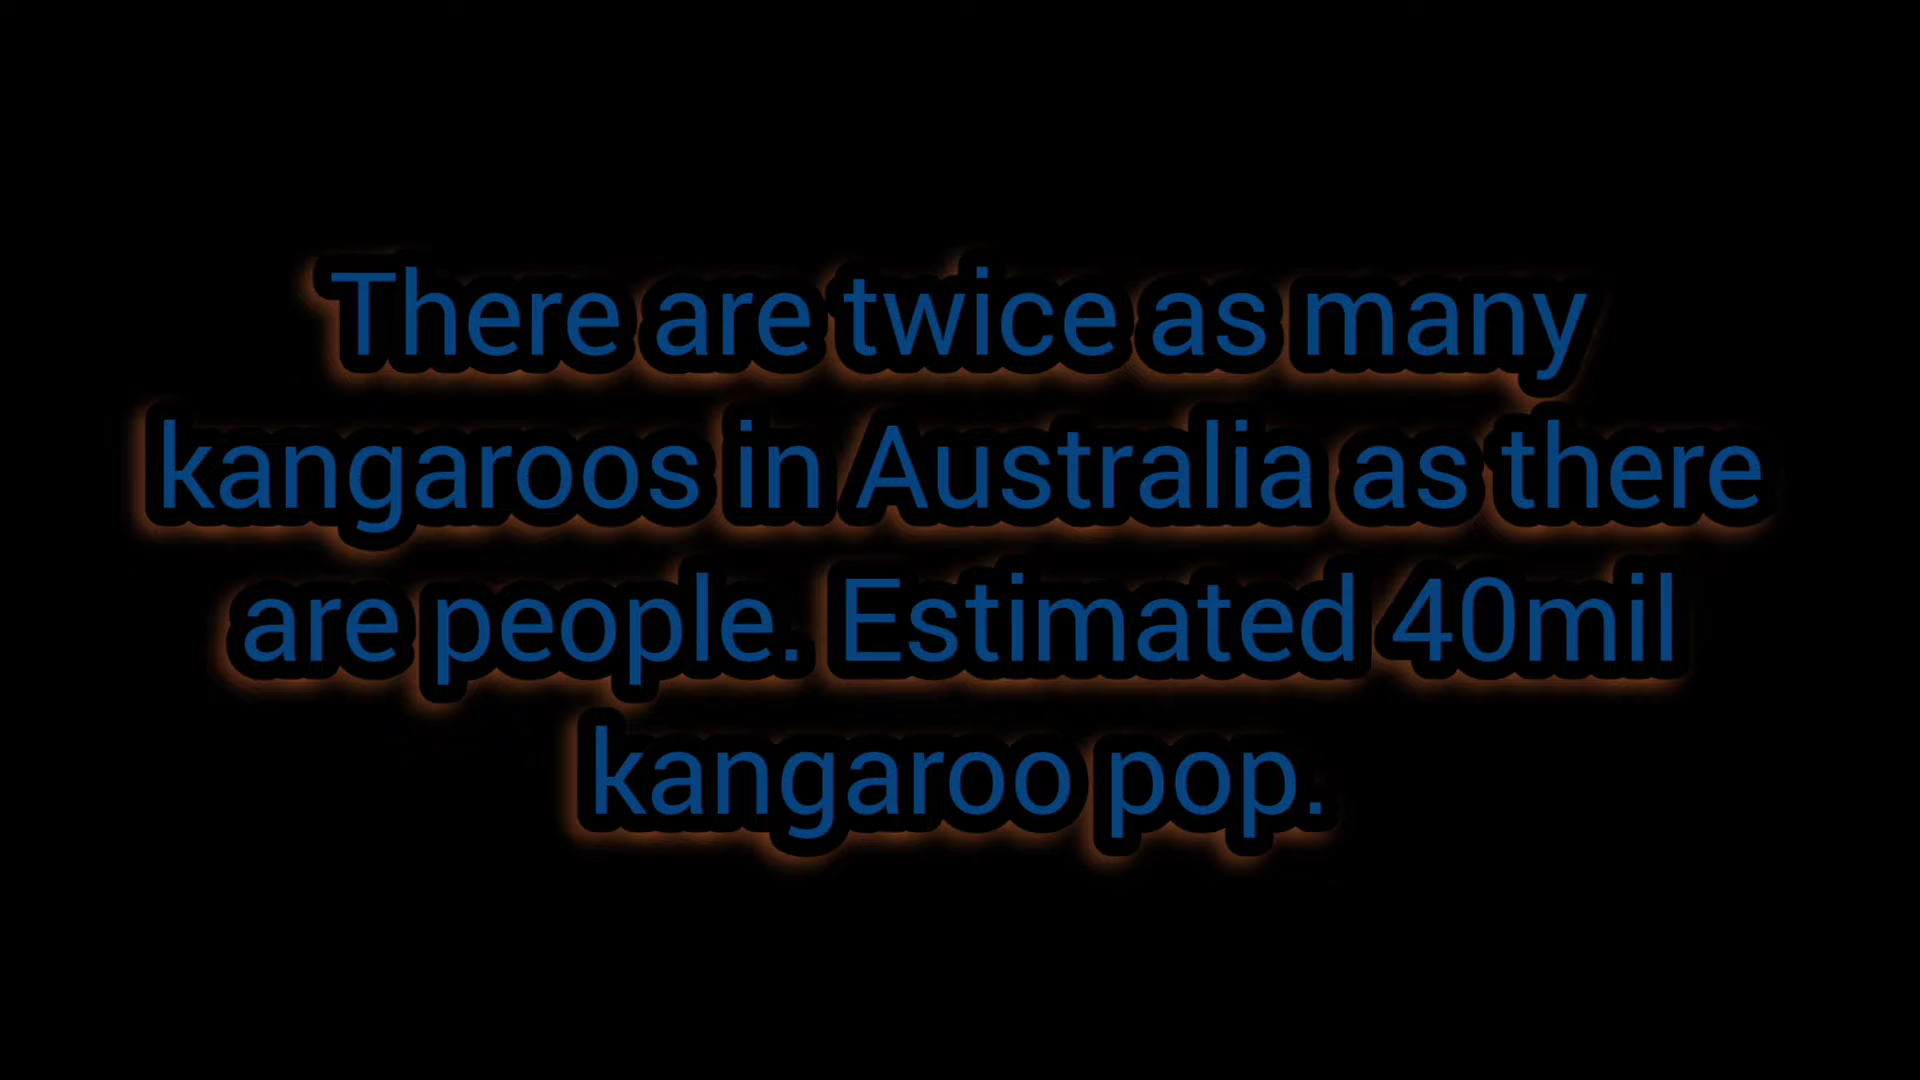 There are twice as many
kangaroos in Australia as there
are people. Estimated 40mil
kangaroo pop.